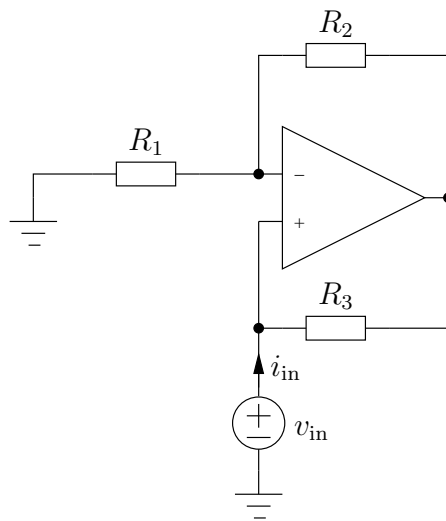 R₂
R₁
−
+
R₃
iᵢₙ
+
−
vᵢₙ